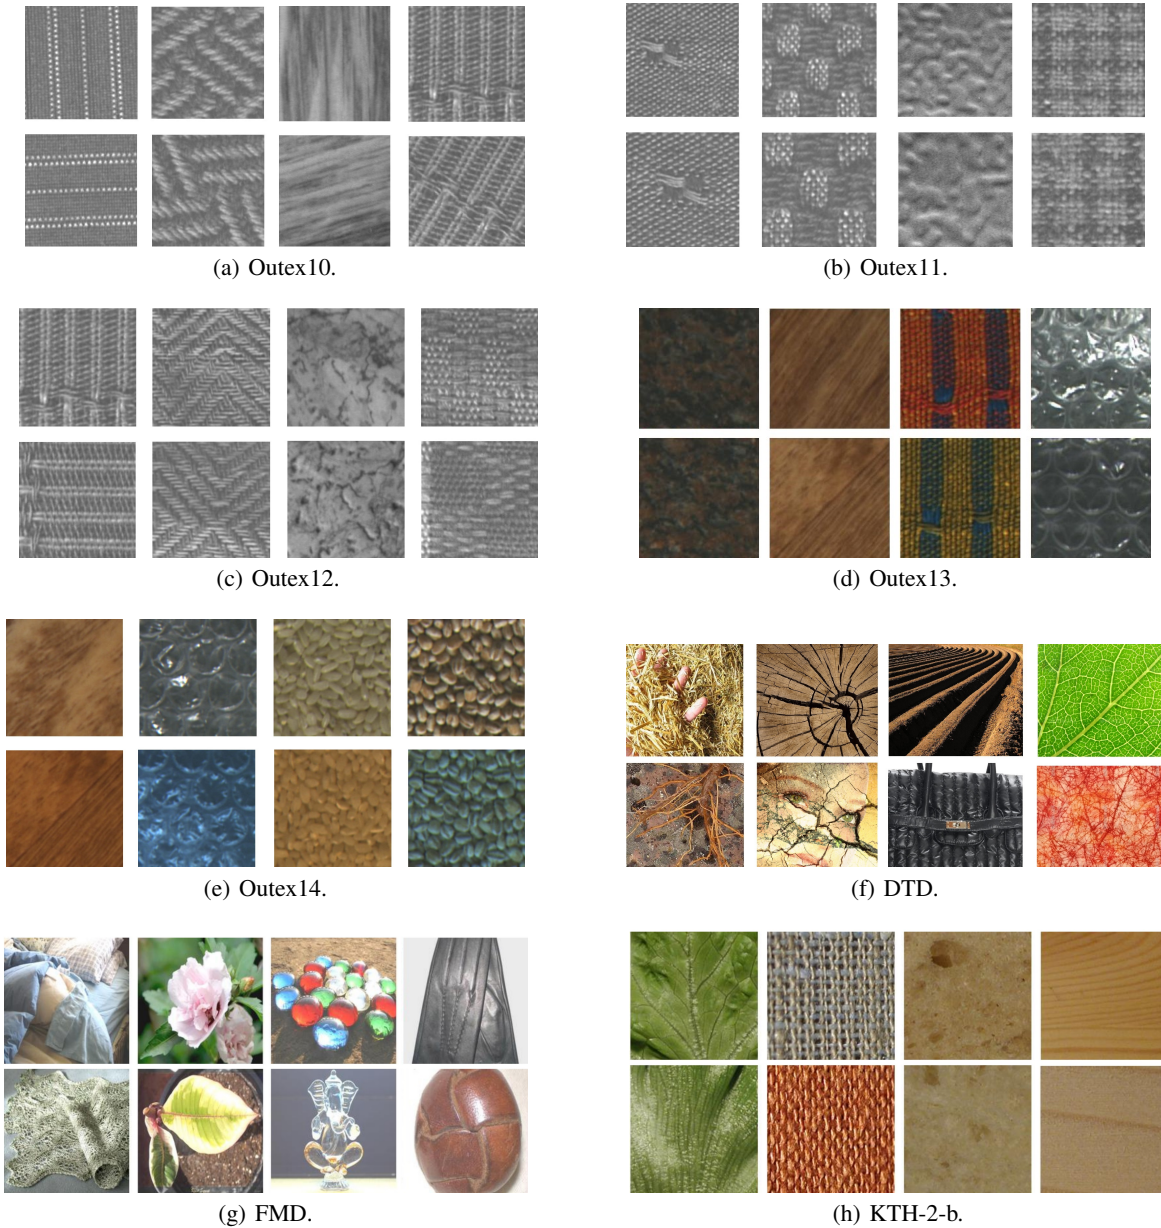 (a) Outex10.
(b) Outex11.
(c) Outex12.
(d) Outex13.
(e) Outex14.
(f) DTD.
(g) FMD.
(h) KTH-2-b.